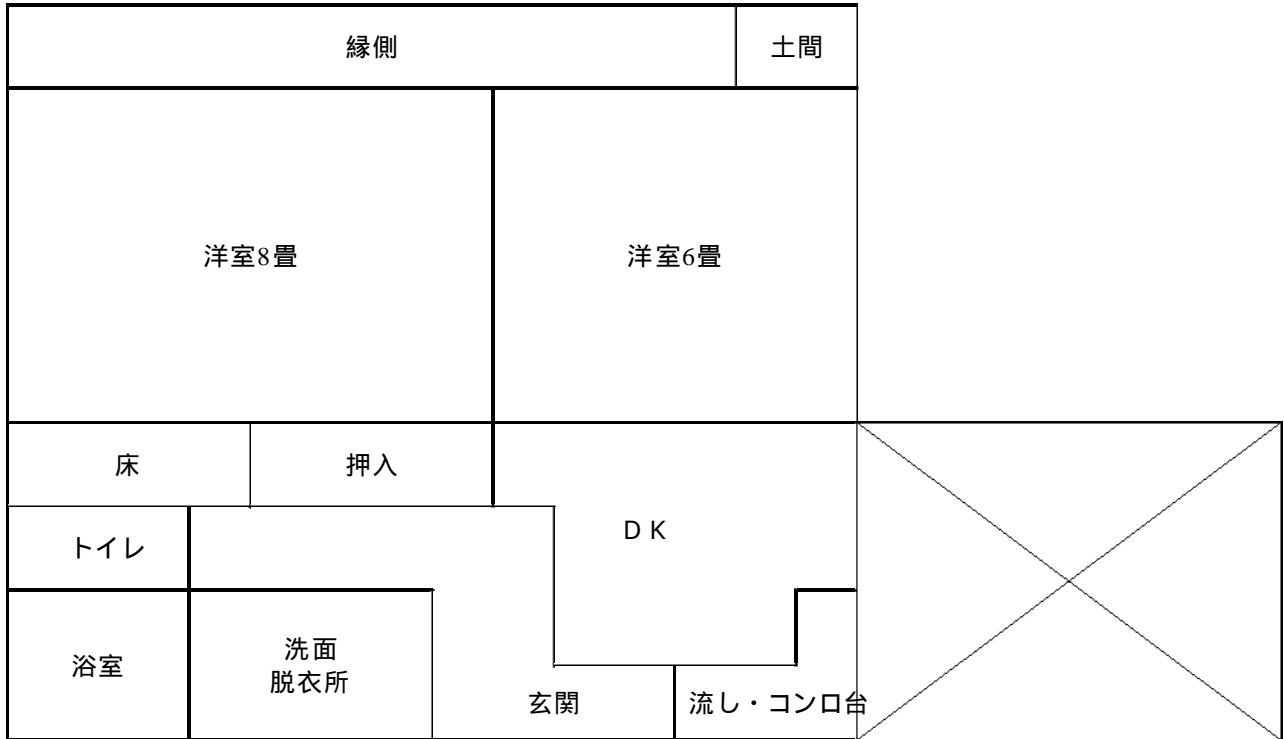 縁側
土間
洋室8畳
洋室6畳
床
押入
DK
トイレ
浴室
洗面
脱衣所
玄関
流し・コンロ台